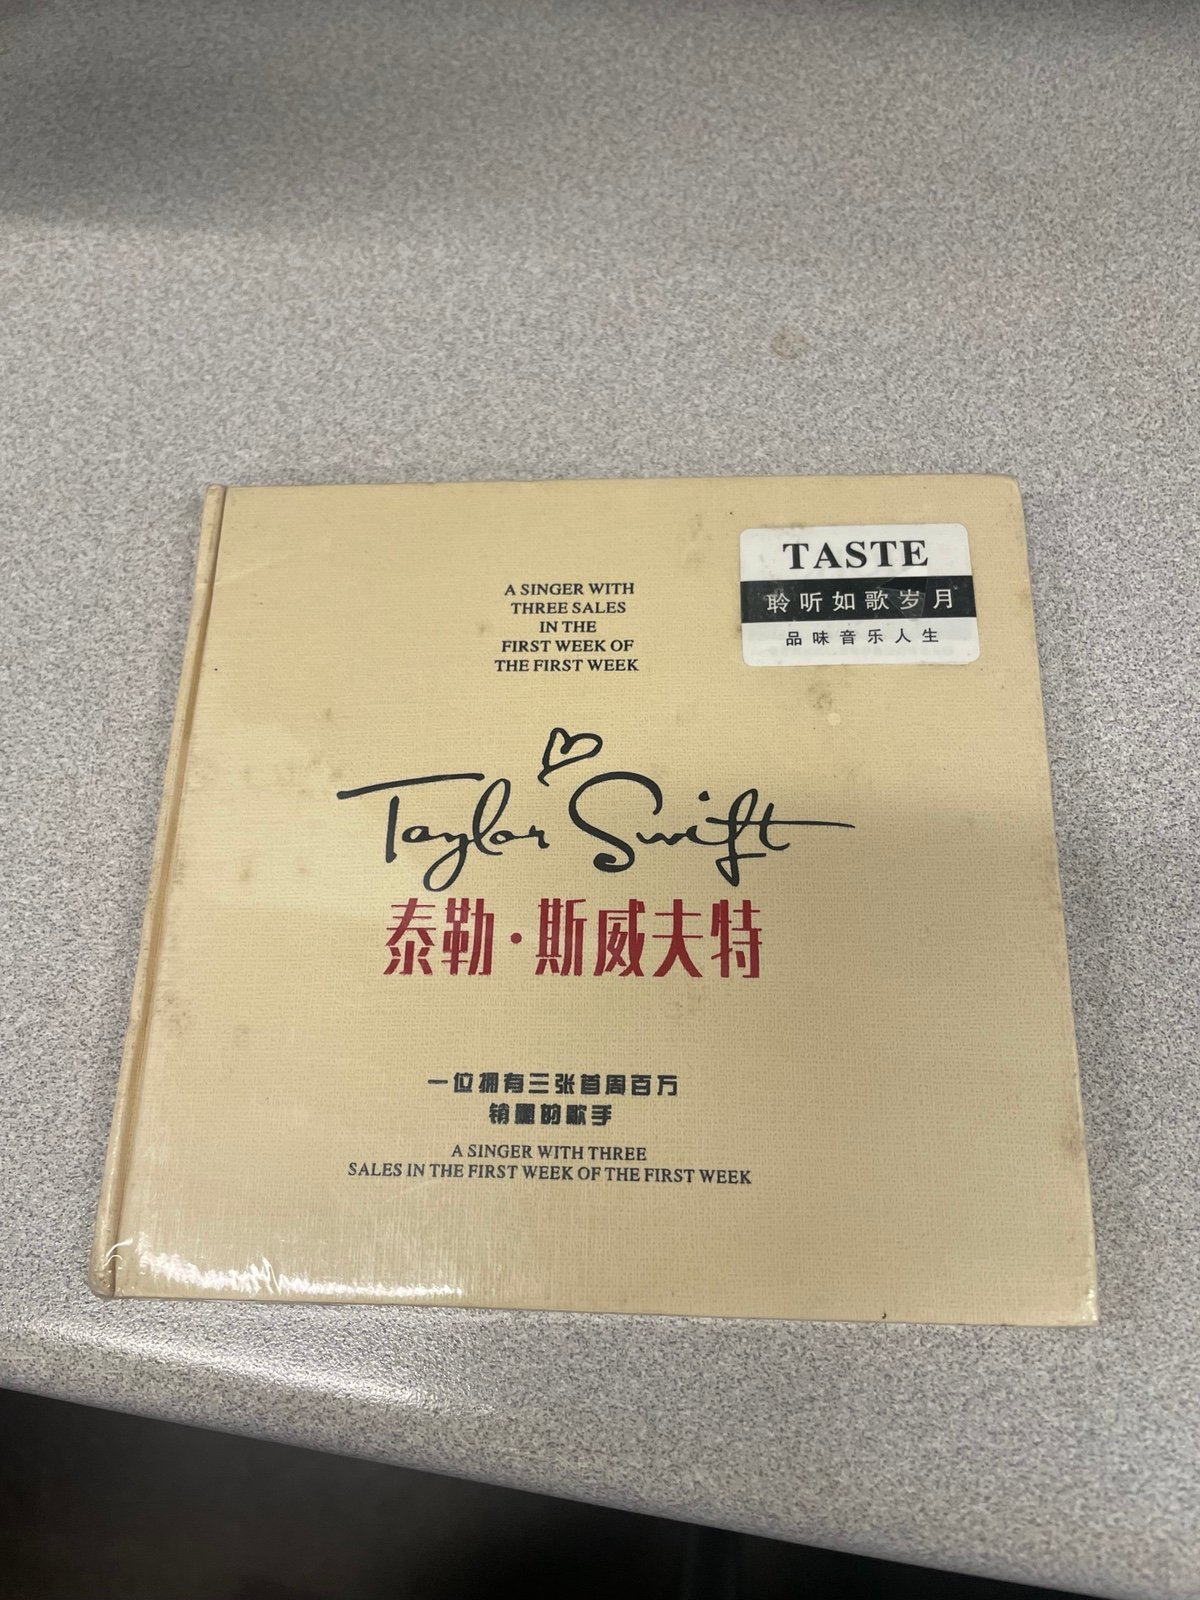 TASTE
聆听如歌岁月
品味音乐人生
A SINGER WITH
THREE SALES
IN THE
FIRST WEEK OF
THE FIRST WEEK
Taylor Swift
泰勒·斯威夫特
一位拥有三张首周百万
销量的歌手
A SINGER WITH THREE
SALES IN THE FIRST WEEK OF THE FIRST WEEK